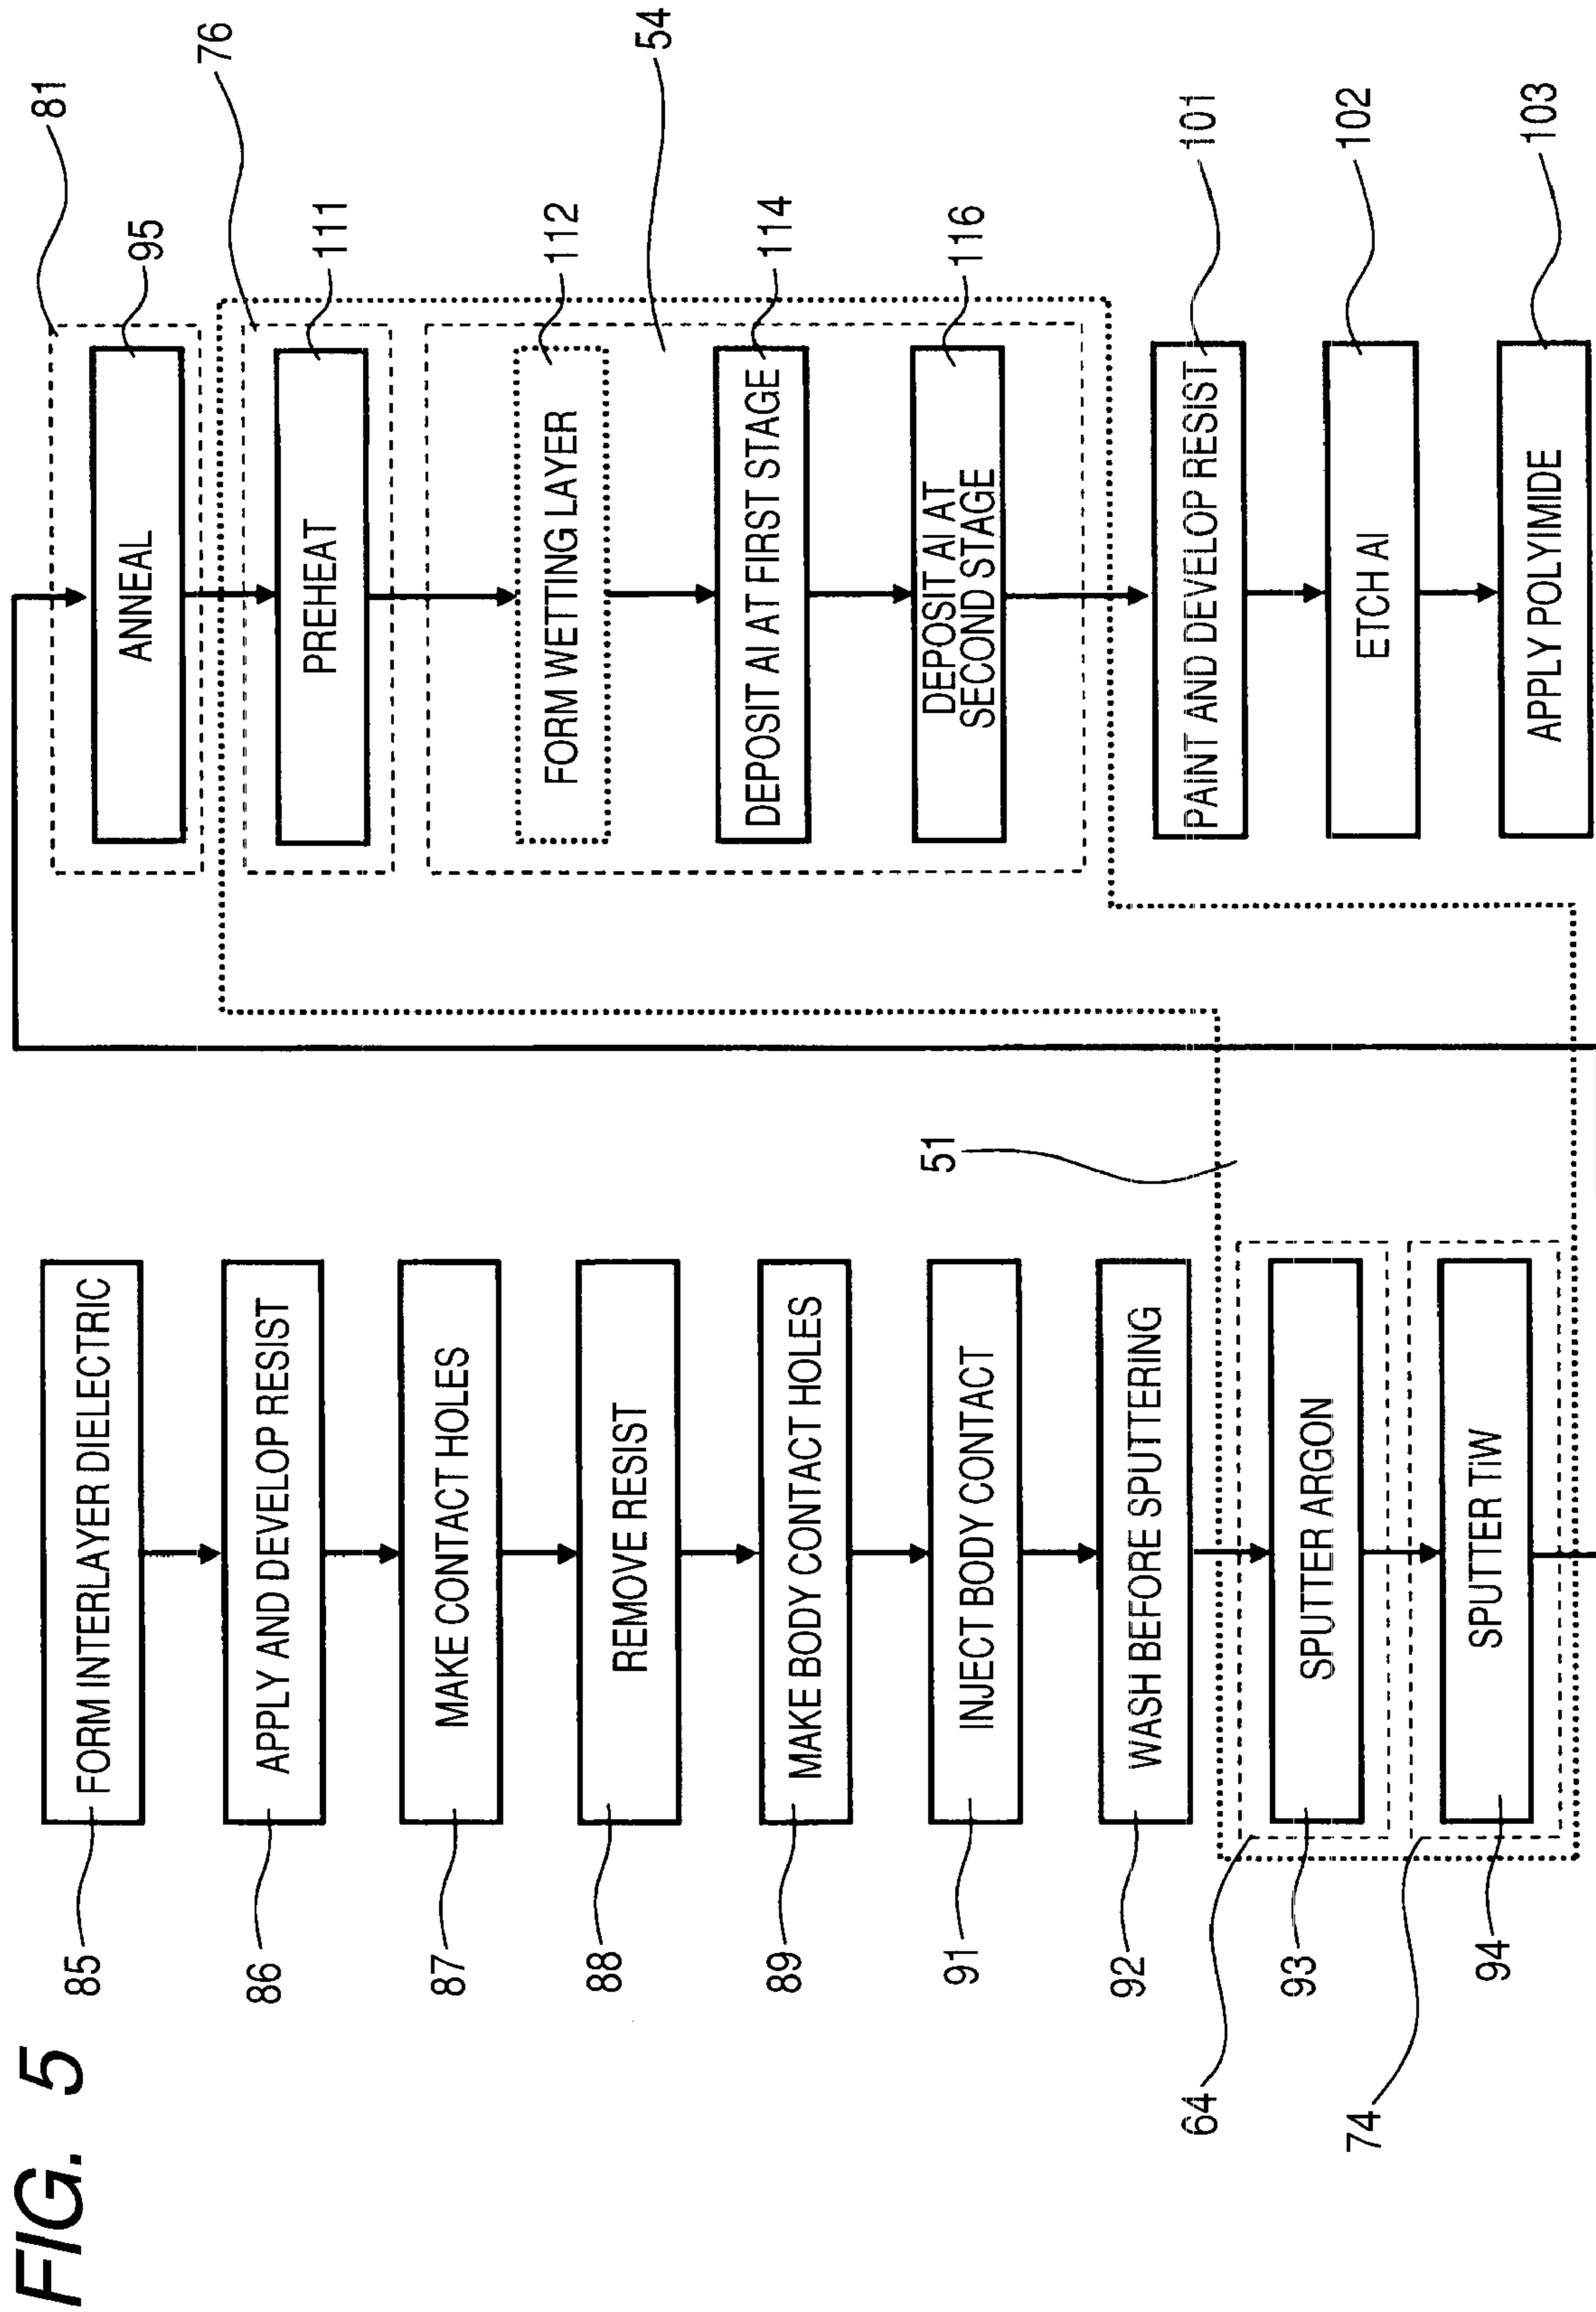 FIG. 5
85
FORM INTERLAYER DIELECTRIC
86
APPLY AND DEVELOP RESIST
87
MAKE CONTACT HOLES
88
REMOVE RESIST
89
MAKE BODY CONTACT HOLES
91
INJECT BODY CONTACT
92
WASH BEFORE SPUTTERING
51
64
93
SPUTTER ARGON
74
94
SPUTTER TiW
81
95
ANNEAL
76
111
PREHEAT
54
112
FORM WETTING LAYER
114
DEPOSIT Al AT FIRST STAGE
116
DEPOSIT Al AT
SECOND STAGE
101
PAINT AND DEVELOP RESIST
102
ETCH Al
103
APPLY POLYIMIDE